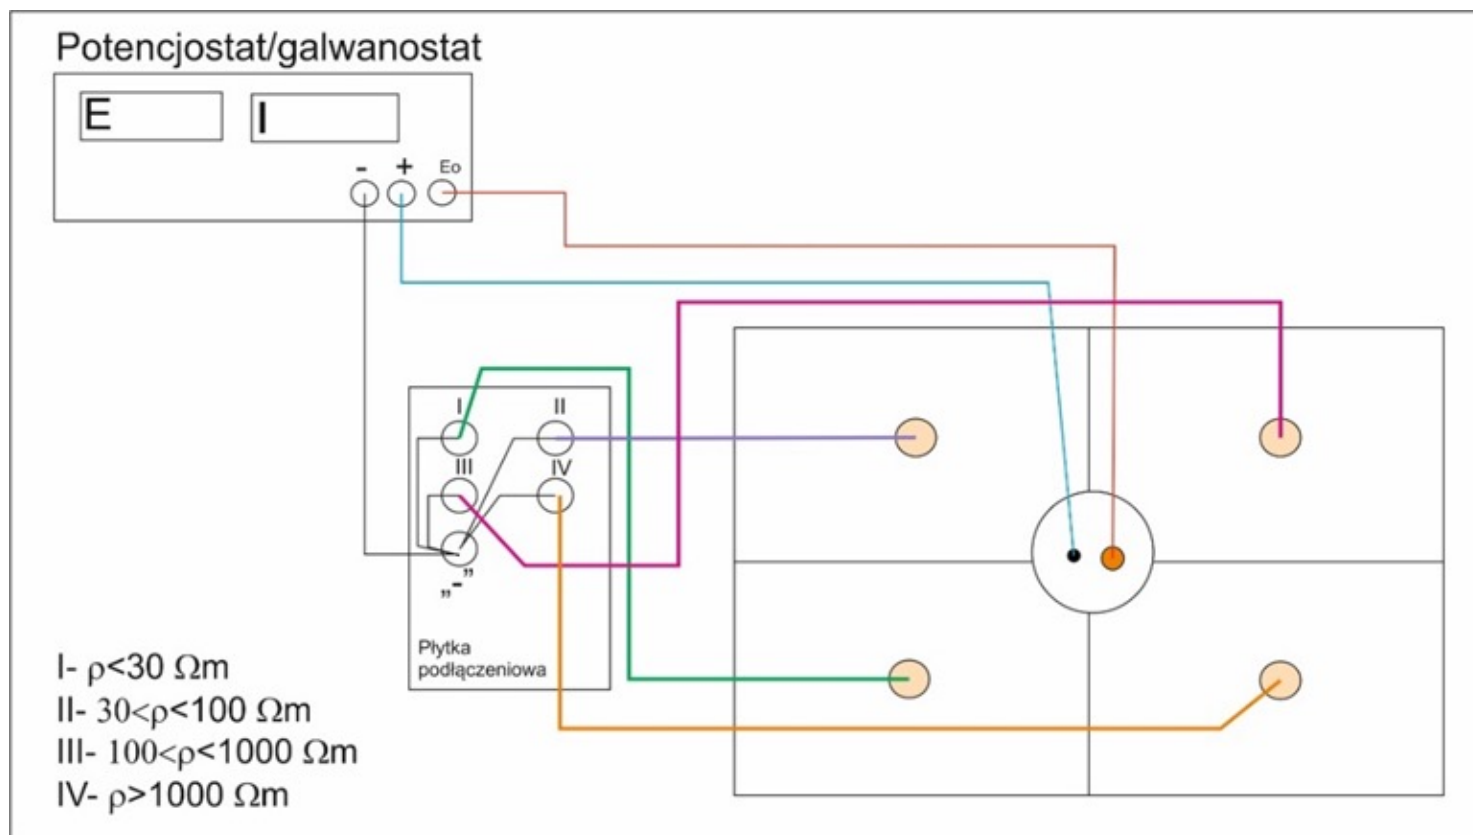 Potencjostat/galwanostat
E
I
- + Eo
I II
III IV
„-”
Płytka
podłączeniowa
I- ρ<30 Ωm
II- 30<ρ<100 Ωm
III- 100<ρ<1000 Ωm
IV- ρ>1000 Ωm